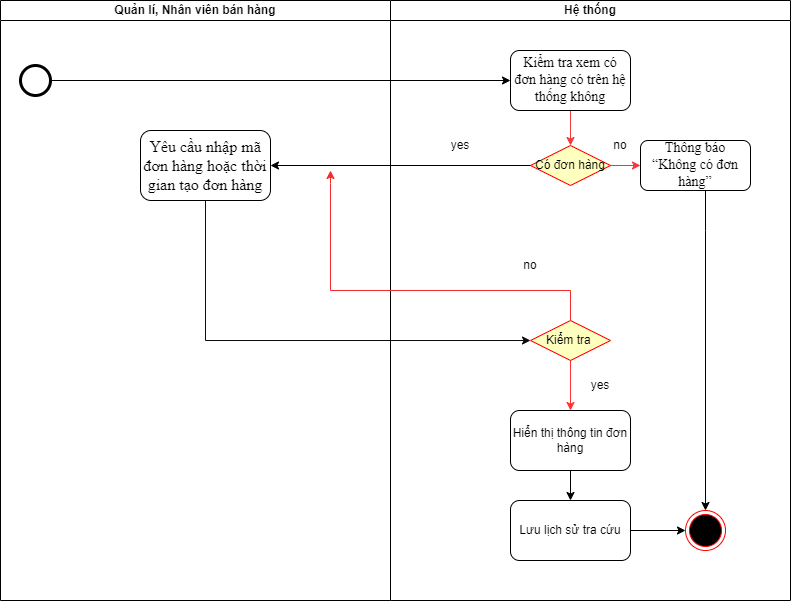 Quản lí, Nhân viên bán hàng
Hệ thống
Kiểm tra xem có
đơn hàng có trên hệ
thống không
yes
Có đơn hàng
no
Thông báo
“Không có đơn
hàng”
Yêu cầu nhập mã
đơn hàng hoặc thời
gian tạo đơn hàng
no
Kiểm tra
yes
Hiển thị thông tin đơn
hàng
Lưu lịch sử tra cứu